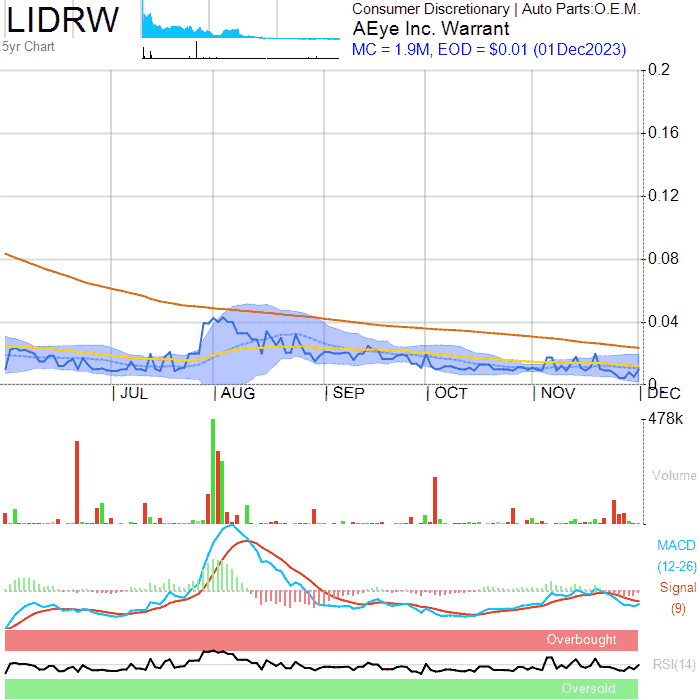 LIDRW
5yr Chart
Consumer Discretionary | Auto Parts:O.E.M.
AEye Inc. Warrant
MC = 1.9M, EOD = $0.01 (01Dec2023)
0.2
0.16
0.12
0.08
0.04
0
JUL AUG SEP OCT NOV DEC
478k
Volume
MACD
(12-26)
Signal
(9)
Overbought
RSI(14)
Oversold